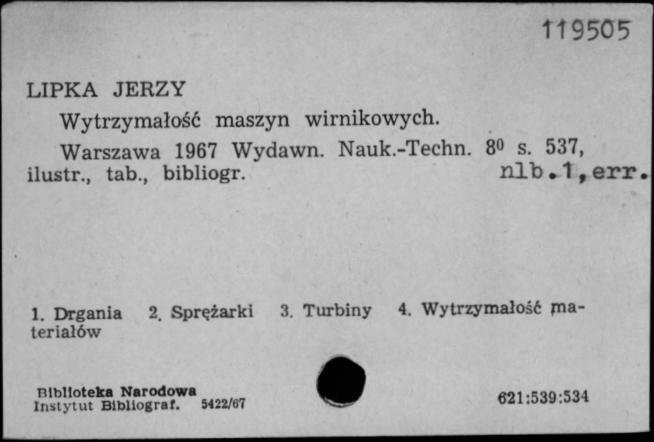 119505
LIPKA JERZY
Wytrzymałość maszyn wirnikowych.
Warszawa 1967 Wydawn. Nauk.-Techn. 8⁰ s. 537,
ilustr., tab., bibliogr. nlb.1,err.
1. Drgania 2. Sprężarki 3. Turbiny 4. Wytrzymałość ma-
teriałów
Biblioteka Narodowa
Instytut Bibliograf. 5422/67
621:539:534